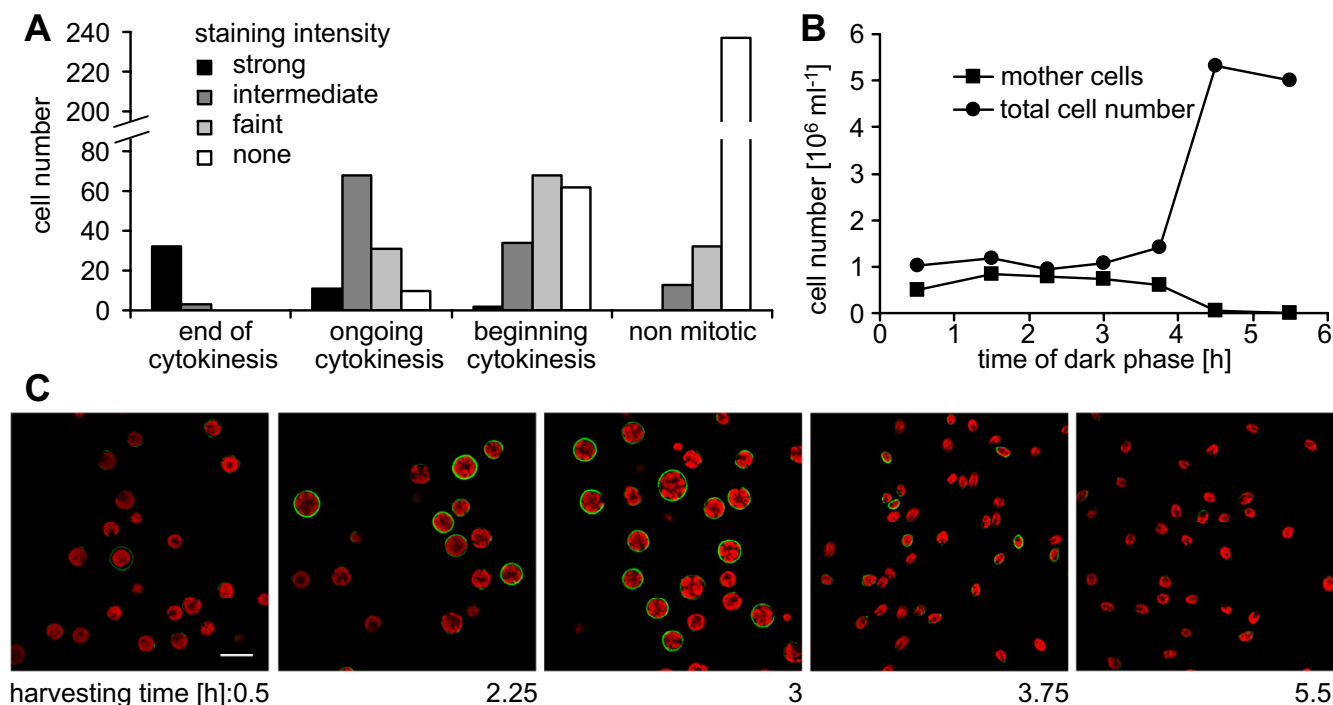 A
staining intensity
strong
intermediate
faint
none
240
200
80
60
40
20
0
cell number
end of cytokinesis
ongoing cytokinesis
beginning cytokinesis
non mitotic
B
mother cells
total cell number
6
5
4
3
2
1
0
cell number [10⁶ ml⁻¹]
0 1 2 3 4 5 6
time of dark phase [h]
C
harvesting time [h]:0.5 2.25 3 3.75 5.5